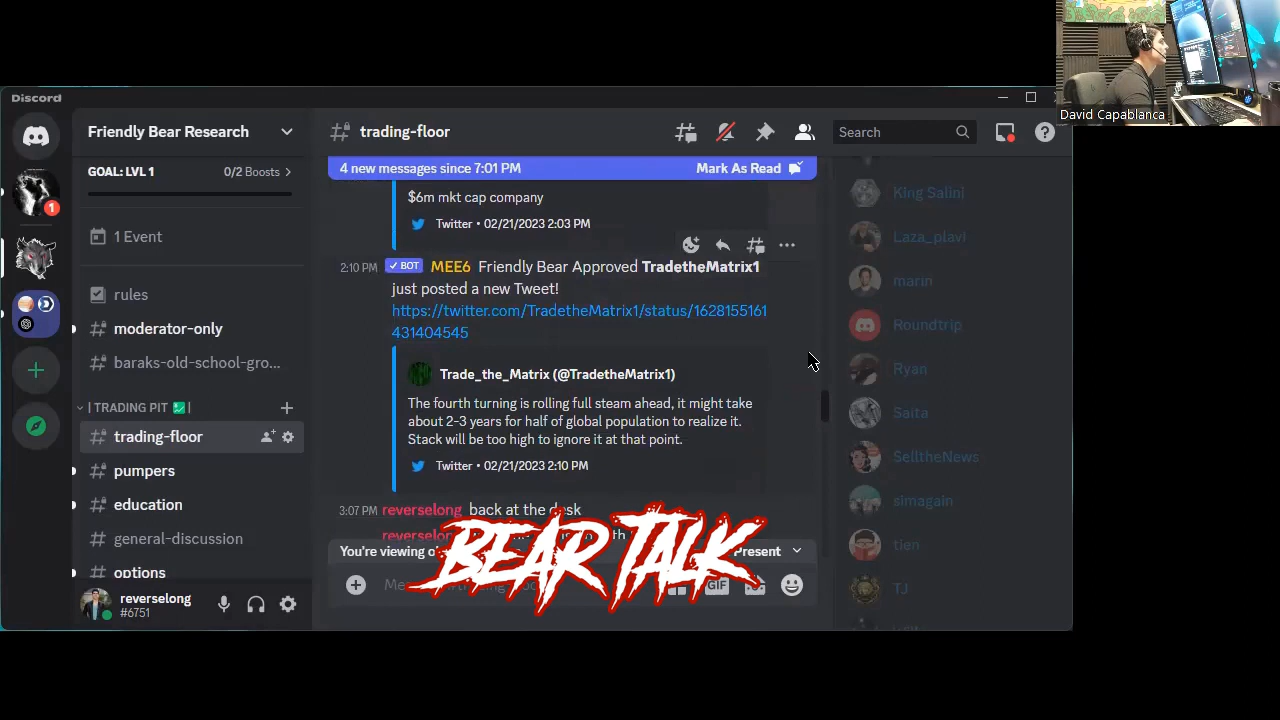 David Capablanca
Discord
Friendly Bear Research
GOAL: LVL 1
0/2 Boosts
1
1 Event
rules
moderator-only
baraks-old-school-gro...
| TRADING PIT |
trading-floor
pumpers
education
general-discussion
options
reverselong
#6751
trading-floor
Search
4 new messages since 7:01 PM
Mark As Read
$6m mkt cap company
Twitter • 02/21/2023 2:03 PM
2:10 PM
BOT
MEE6 Friendly Bear Approved TradetheMatrix1
just posted a new Tweet!
https://twitter.com/TradetheMatrix1/status/1628155161
431404545
Trade_the_Matrix (@TradetheMatrix1)
The fourth turning is rolling full steam ahead, it might take
about 2-3 years for half of global population to realize it.
Stack will be too high to ignore it at that point.
Twitter • 02/21/2023 2:10 PM
3:07 PM reverselong back at the desk
reverselong
You're viewing
Present
BEAR TALK
GIF
King Salini
Laza_plavi
marin
Roundtrip
Ryan
Saita
SelltheNews
simagain
tien
TJ